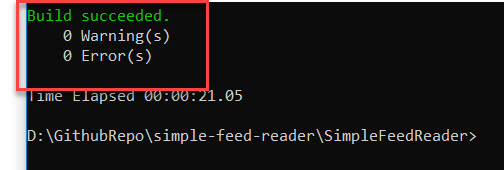 Build succeeded.
0 Warning(s)
0 Error(s)
Time Elapsed 00:00:21.05
D:\GithubRepo\simple-feed-reader\SimpleFeedReader>